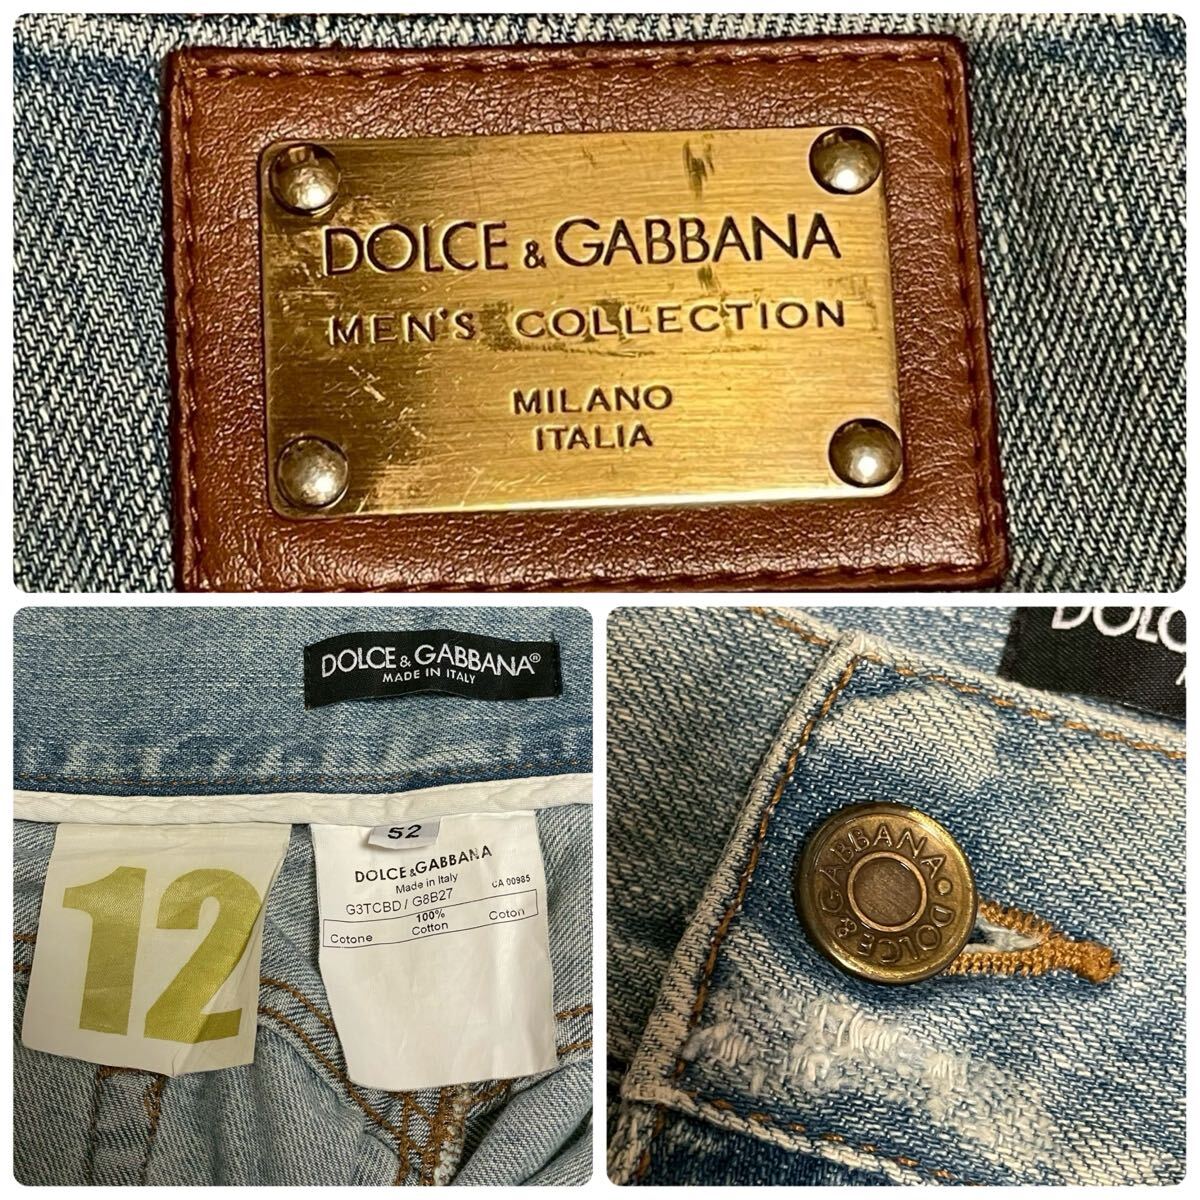 DOLCE & GABBANA
MEN'S COLLECTION
MILANO
ITALIA
DOLCE & GABBANA®
MADE IN ITALY
12
52
DOLCE & GABBANA
Made in Italy
CA 00985
G3TCBD / G8B27
100%
Cotone Cotton Coton
DOLCE & GABBANA